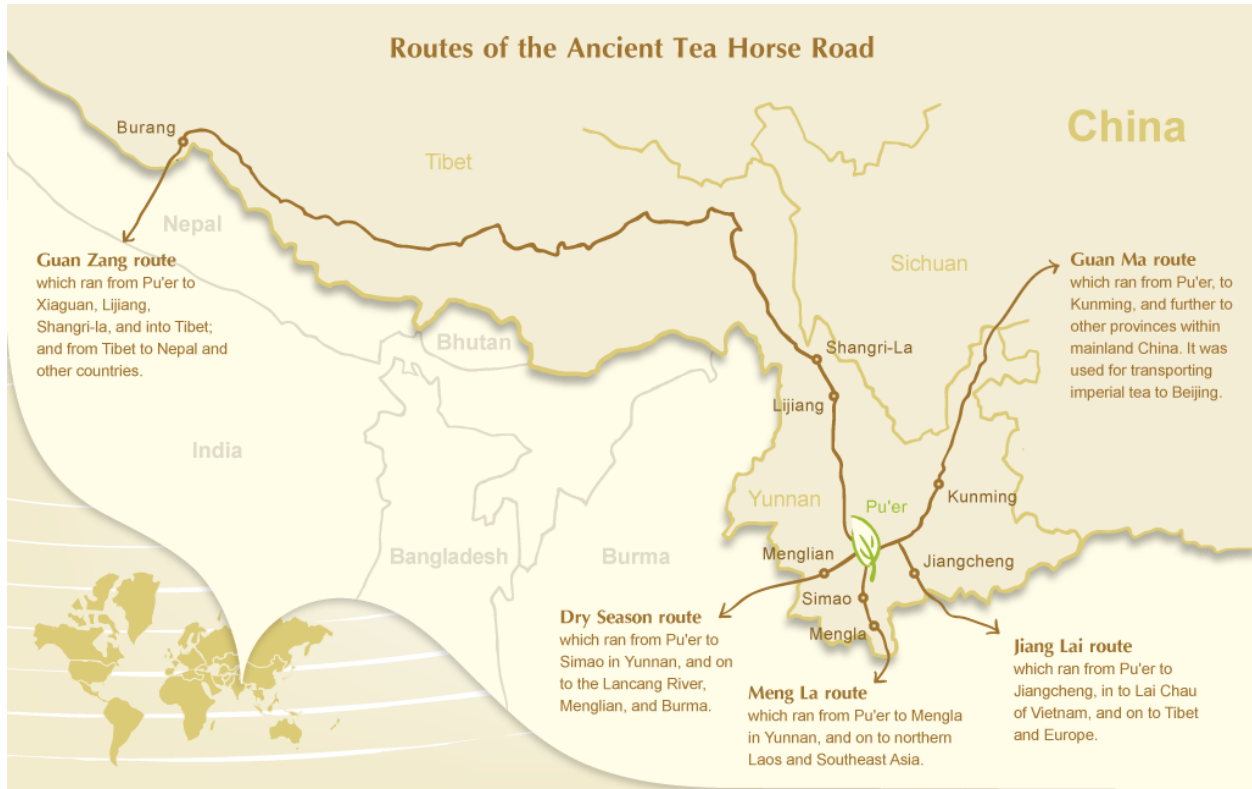 Routes of the Ancient Tea Horse Road
China
Burang
Tibet
Nepal
Sichuan
Guan Zang route
which ran from Pu'er to
Xiaguan, Lijiang,
Shangri-la, and into Tibet;
and from Tibet to Nepal and
other countries.
Guan Ma route
which ran from Pu'er, to
Kunming, and further to
other provinces within
mainland China. It was
used for transporting
imperial tea to Beijing.
Bhutan
Shangri-La
Lijiang
India
Yunnan
Pu'er
Kunming
Bangladesh
Burma
Menglian
Jiangcheng
Simao
Mengla
Dry Season route
which ran from Pu'er to
Simao in Yunnan, and on
to the Lancang River,
Menglian, and Burma.
Meng La route
which ran from Pu'er to Mengla
in Yunnan, and on to northern
Laos and Southeast Asia.
Jiang Lai route
which ran from Pu'er to
Jiangcheng, in to Lai Chau
of Vietnam, and on to Tibet
and Europe.